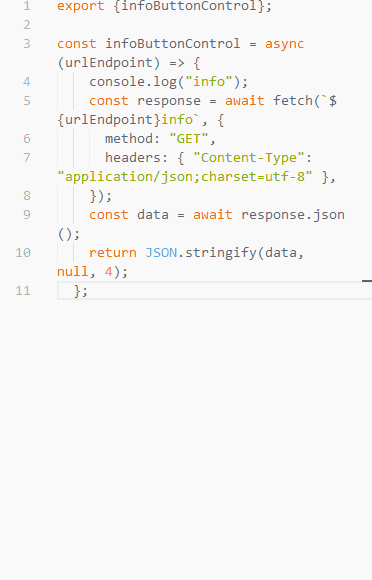 1 export {infoButtonControl};
2
3 const infoButtonControl = async
(urlEndpoint) => {
4 console.log("info");
5 const response = await fetch(`$
{urlEndpoint}info`, {
6 method: "GET",
7 headers: { "Content-Type":
"application/json;charset=utf-8" },
8 });
9 const data = await response.json
();
10 return JSON.stringify(data,
null, 4);
11 };